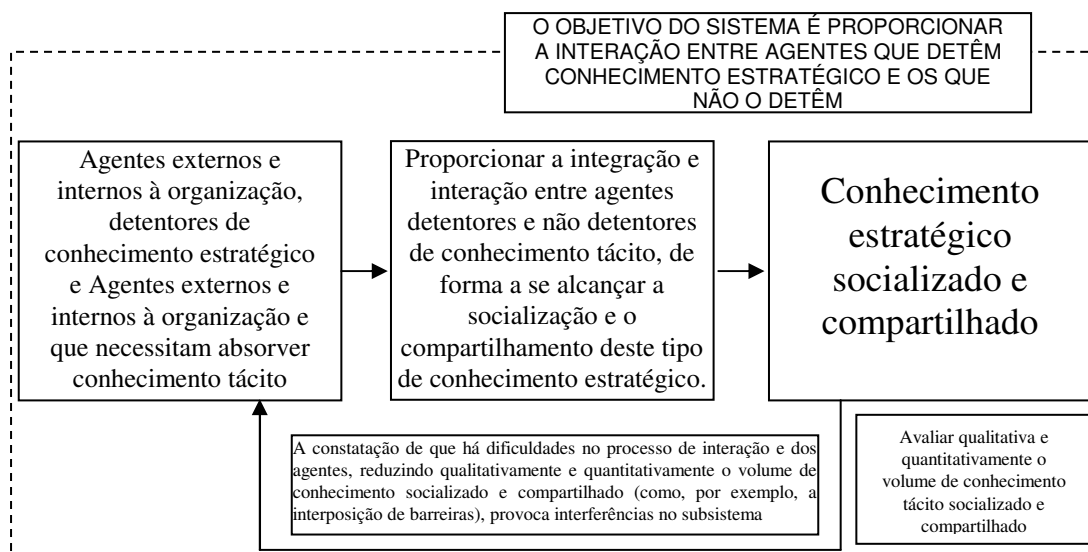 O OBJETIVO DO SISTEMA É PROPORCIONAR
A INTERAÇÃO ENTRE AGENTES QUE DETÊM
CONHECIMENTO ESTRATÉGICO E OS QUE
NÃO O DETÊM
Agentes externos e
internos à organização,
detentores de
conhecimento estratégico
e Agentes externos e
internos à organização e
que necessitam absorver
conhecimento tácito
Proporcionar a integração e
interação entre agentes
detentores e não detentores
de conhecimento tácito, de
forma a se alcançar a
socialização e o
compartilhamento deste tipo
de conhecimento estratégico.
Conhecimento
estratégico
socializado e
compartilhado
A constatação de que há dificuldades no processo de interação e dos
agentes, reduzindo qualitativamente e quantitativamente o volume de
conhecimento socializado e compartilhado (como, por exemplo, a
interposição de barreiras), provoca interferências no subsistema
Avaliar qualitativa e
quantitativamente o
volume de conhecimento
tácito socializado e
compartilhado